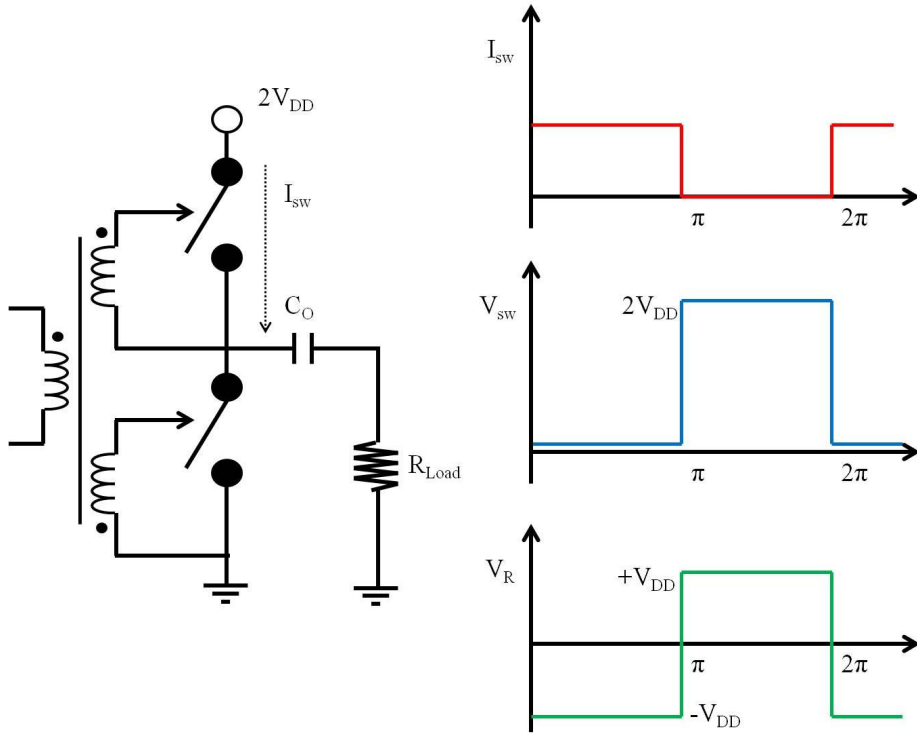 2V_DD
I_sw
C_O
R_Load
I_sw
π
2π
V_sw
2V_DD
π
2π
V_R
+V_DD
π
2π
-V_DD